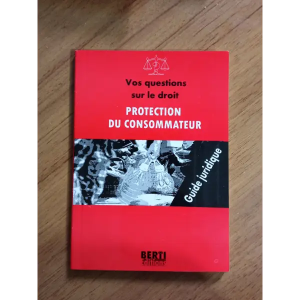 Vos questions
sur le droit
PROTECTION
DU CONSOMMATEUR
Guide juridique
BERTI